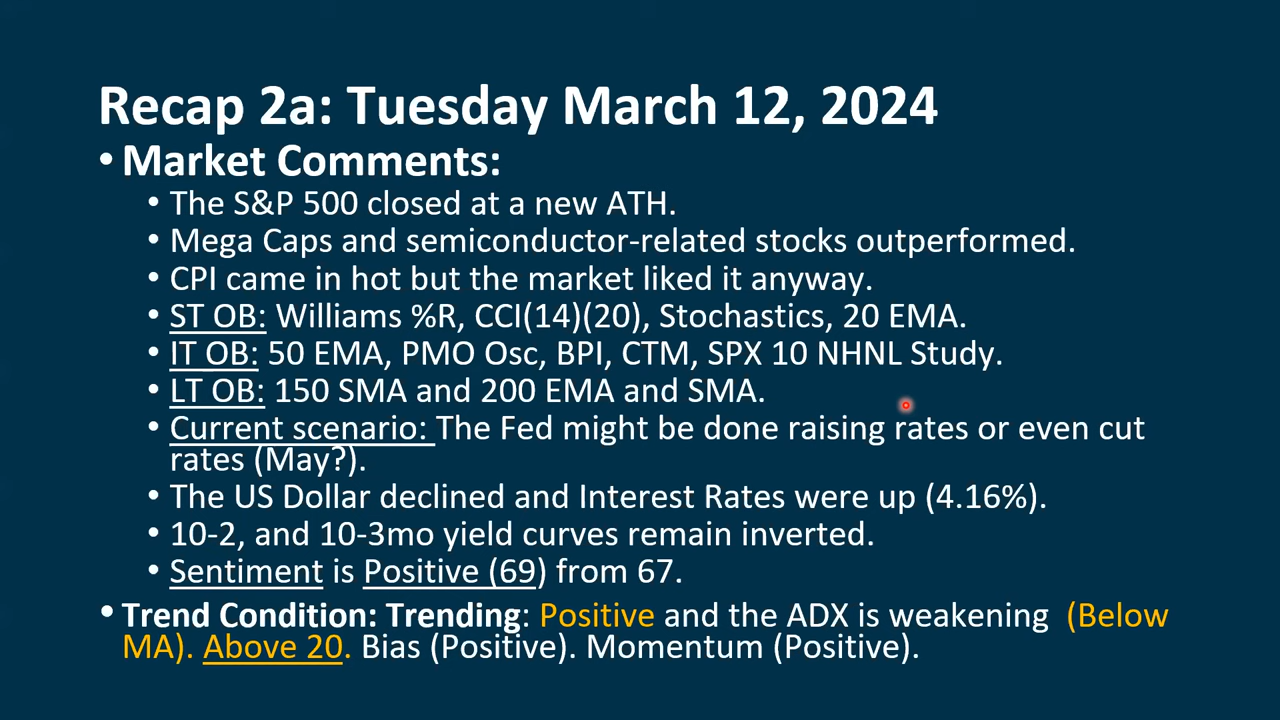 Recap 2a: Tuesday March 12, 2024
• Market Comments:
• The S&P 500 closed at a new ATH.
• Mega Caps and semiconductor-related stocks outperformed.
• CPI came in hot but the market liked it anyway.
• ST OB: Williams %R, CCI(14)(20), Stochastics, 20 EMA.
• IT OB: 50 EMA, PMO Osc, BPI, CTM, SPX 10 NHNL Study.
• LT OB: 150 SMA and 200 EMA and SMA.
• Current scenario: The Fed might be done raising rates or even cut
rates (May?).
• The US Dollar declined and Interest Rates were up (4.16%).
• 10-2, and 10-3mo yield curves remain inverted.
• Sentiment is Positive (69) from 67.
• Trend Condition: Trending: Positive and the ADX is weakening (Below
MA). Above 20. Bias (Positive). Momentum (Positive).